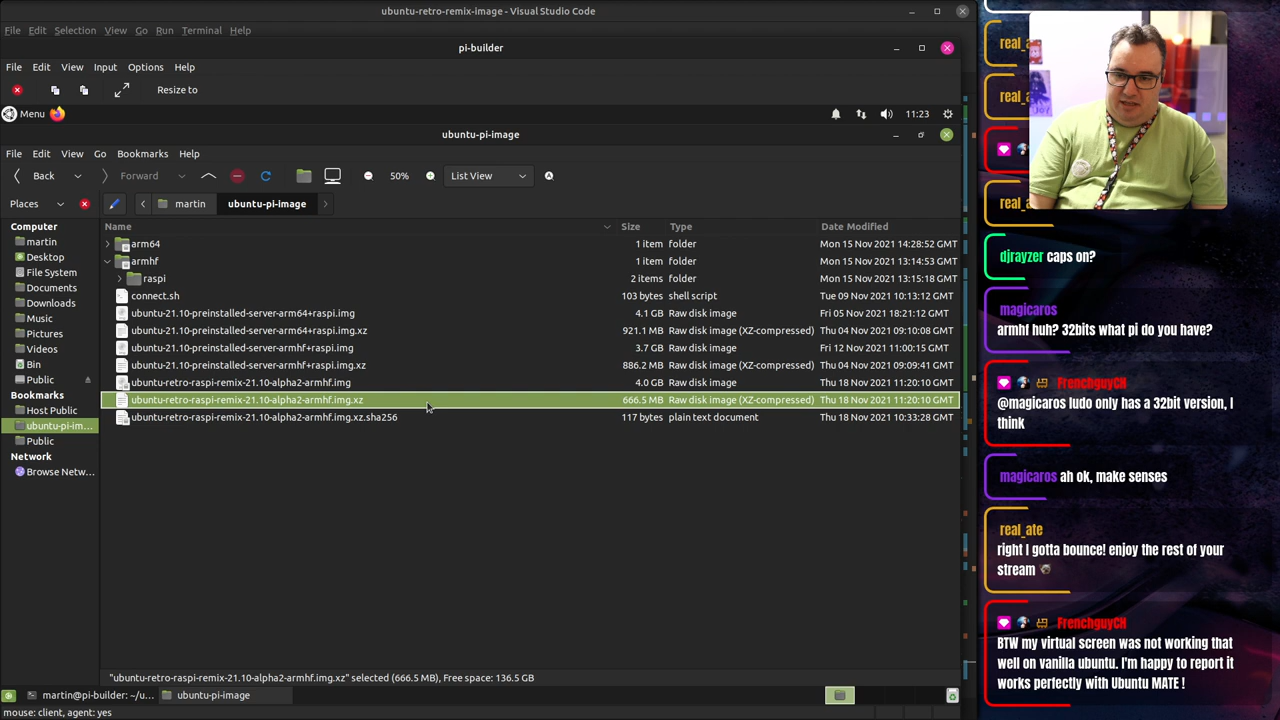 ubuntu-retro-remix-image - Visual Studio Code
File Edit Selection View Go Run Terminal Help
pi-builder
File Edit View Input Options Help
Resize to
Menu 11:23
ubuntu-pi-image
File Edit View Go Bookmarks Help
Back Forward 50% List View
Places martin ubuntu-pi-image
Name Size Type Date Modified
Computer
martin
Desktop
File System
Documents
Downloads
Music
Pictures
Videos
Bin
Public
Bookmarks
Host Public
ubuntu-pi-im...
Public
Network
Browse Netw...
arm64 1 item folder Mon 15 Nov 2021 14:28:52 GMT
armhf 1 item folder Mon 15 Nov 2021 13:14:53 GMT
raspi 2 items folder Mon 15 Nov 2021 13:15:18 GMT
connect.sh 103 bytes shell script Tue 09 Nov 2021 10:13:12 GMT
ubuntu-21.10-preinstalled-server-arm64+raspi.img 4.1 GB Raw disk image Fri 05 Nov 2021 18:21:12 GMT
ubuntu-21.10-preinstalled-server-arm64+raspi.img.xz 921.1 MB Raw disk image (XZ-compressed) Thu 04 Nov 2021 09:10:08 GMT
ubuntu-21.10-preinstalled-server-armhf+raspi.img 3.7 GB Raw disk image Fri 12 Nov 2021 11:00:15 GMT
ubuntu-21.10-preinstalled-server-armhf+raspi.img.xz 886.2 MB Raw disk image (XZ-compressed) Thu 04 Nov 2021 09:09:41 GMT
ubuntu-retro-raspi-remix-21.10-alpha2-armhf.img 4.0 GB Raw disk image Thu 18 Nov 2021 11:20:10 GMT
ubuntu-retro-raspi-remix-21.10-alpha2-armhf.img.xz 666.5 MB Raw disk image (XZ-compressed) Thu 18 Nov 2021 11:20:10 GMT
ubuntu-retro-raspi-remix-21.10-alpha2-armhf.img.xz.sha256 117 bytes plain text document Thu 18 Nov 2021 10:33:28 GMT
"ubuntu-retro-raspi-remix-21.10-alpha2-armhf.img.xz" selected (666.5 MB), Free space: 136.5 GB
martin@pi-builder: ~/u... ubuntu-pi-image
mouse: client, agent: yes
djrayzer caps on?
magicaros
armhf huh? 32bits what pi do you have?
FrenchguyCH
@magicaros ludo only has a 32bit version, I
think
magicaros ah ok, make senses
real_ate
right I gotta bounce! enjoy the rest of your
stream
FrenchguyCH
BTW my virtual screen was not working that
well on vanilla ubuntu. I'm happy to report it
works perfectly with Ubuntu MATE !